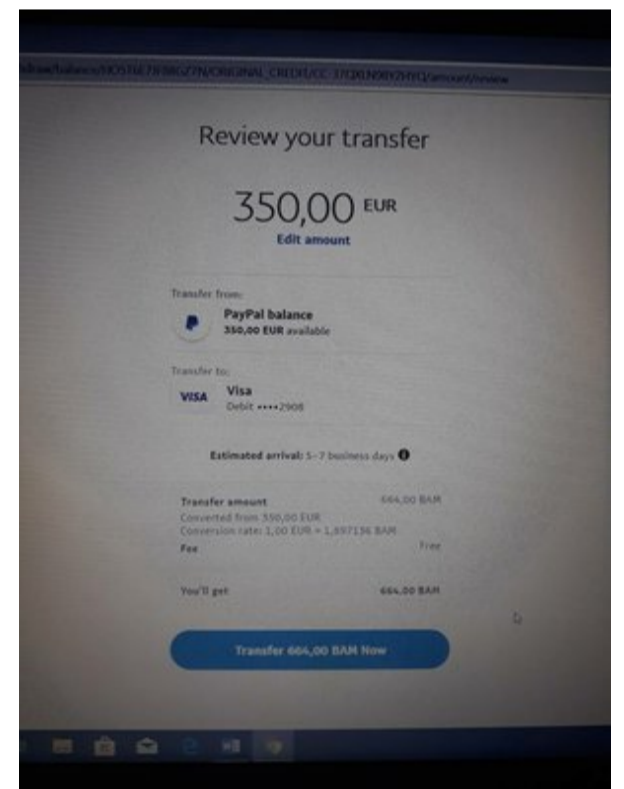 Review your transfer
350,00 EUR
Edit amount
Transfer from:
PayPal balance
350,00 EUR available
Transfer to:
VISA
Visa
Debit ••••2908
Estimated arrival: 5-7 business days
Transfer amount 664,00 BAM
Converted from 350,00 EUR
Conversion rate: 1,00 EUR = 1,897136 BAM
Fee Free
You'll get 664,00 BAM
Transfer 664,00 BAM Now